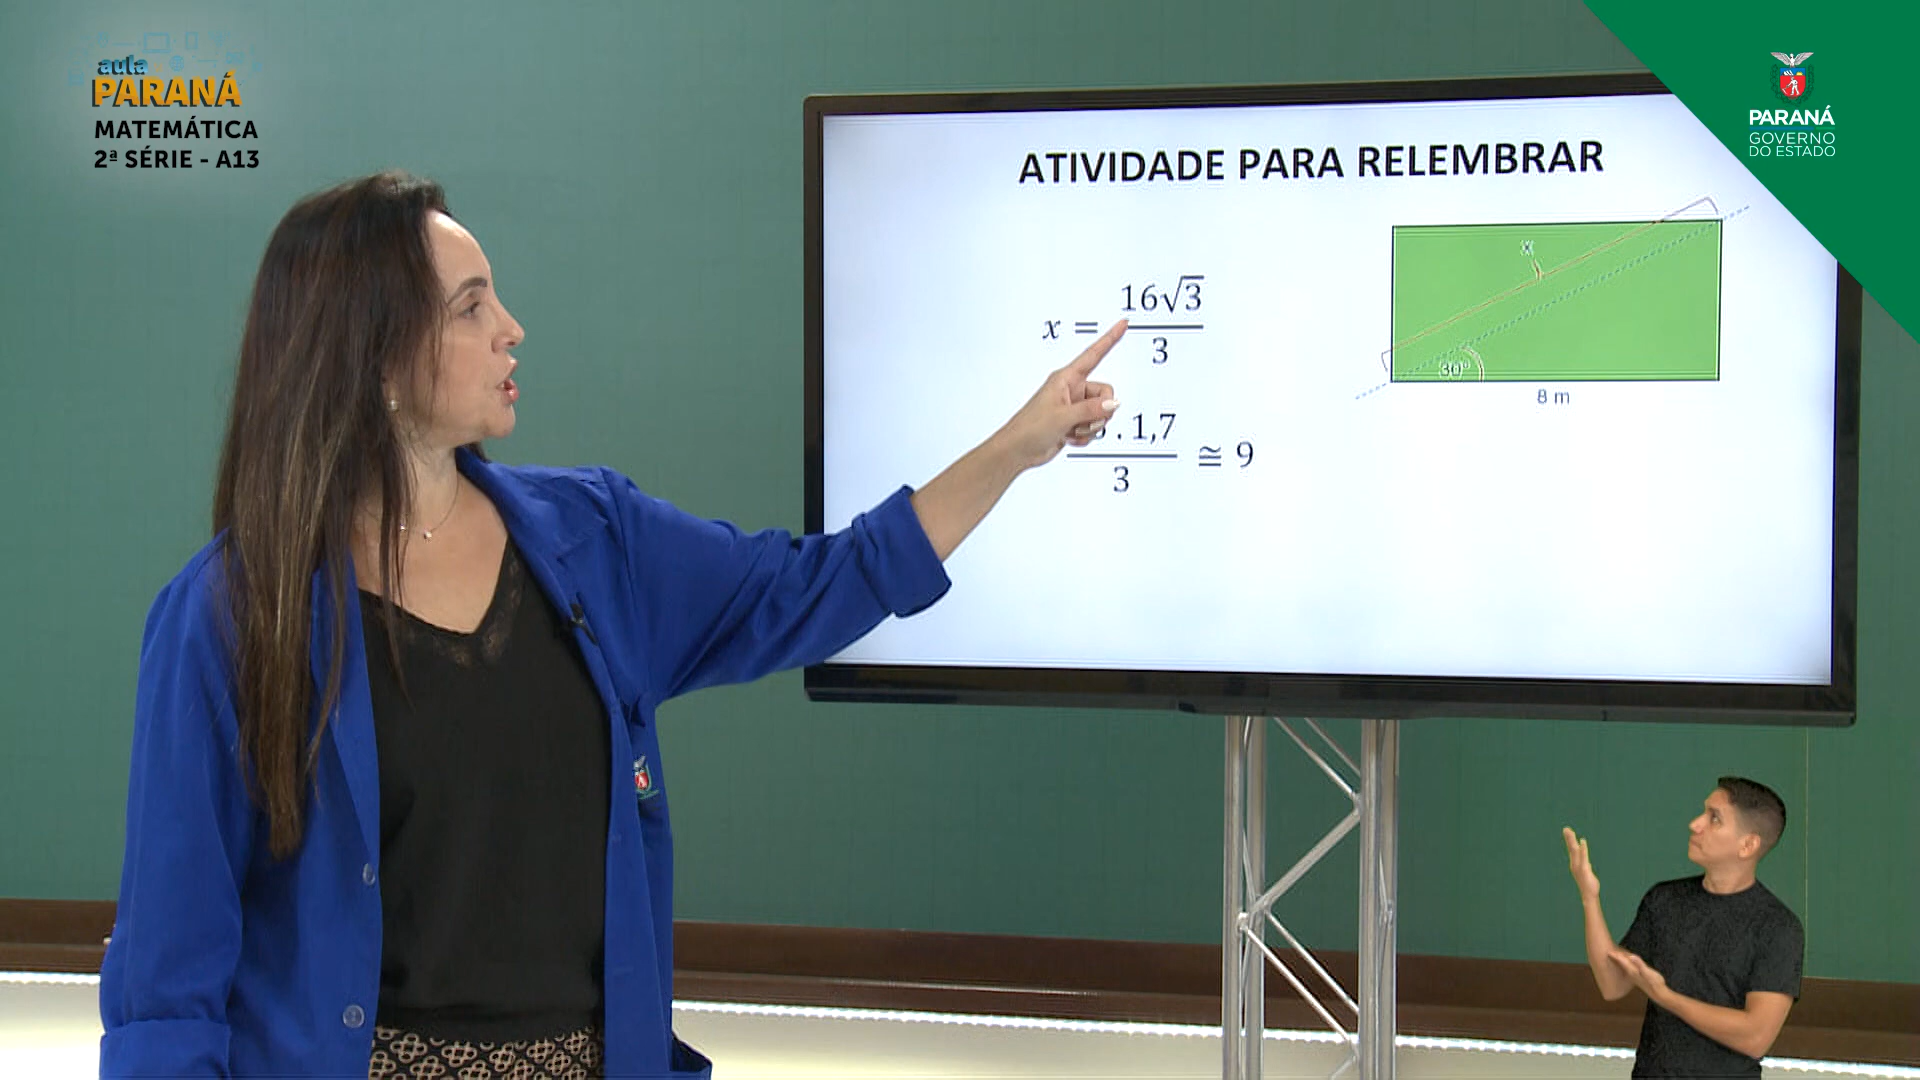 aula
PARANÁ
MATEMÁTICA
2ª SÉRIE - A13
PARANÁ
GOVERNO
DO ESTADO
ATIVIDADE PARA RELEMBRAR
x = 16√3
3
. 1,7
3
≅ 9
x
30º
8 m